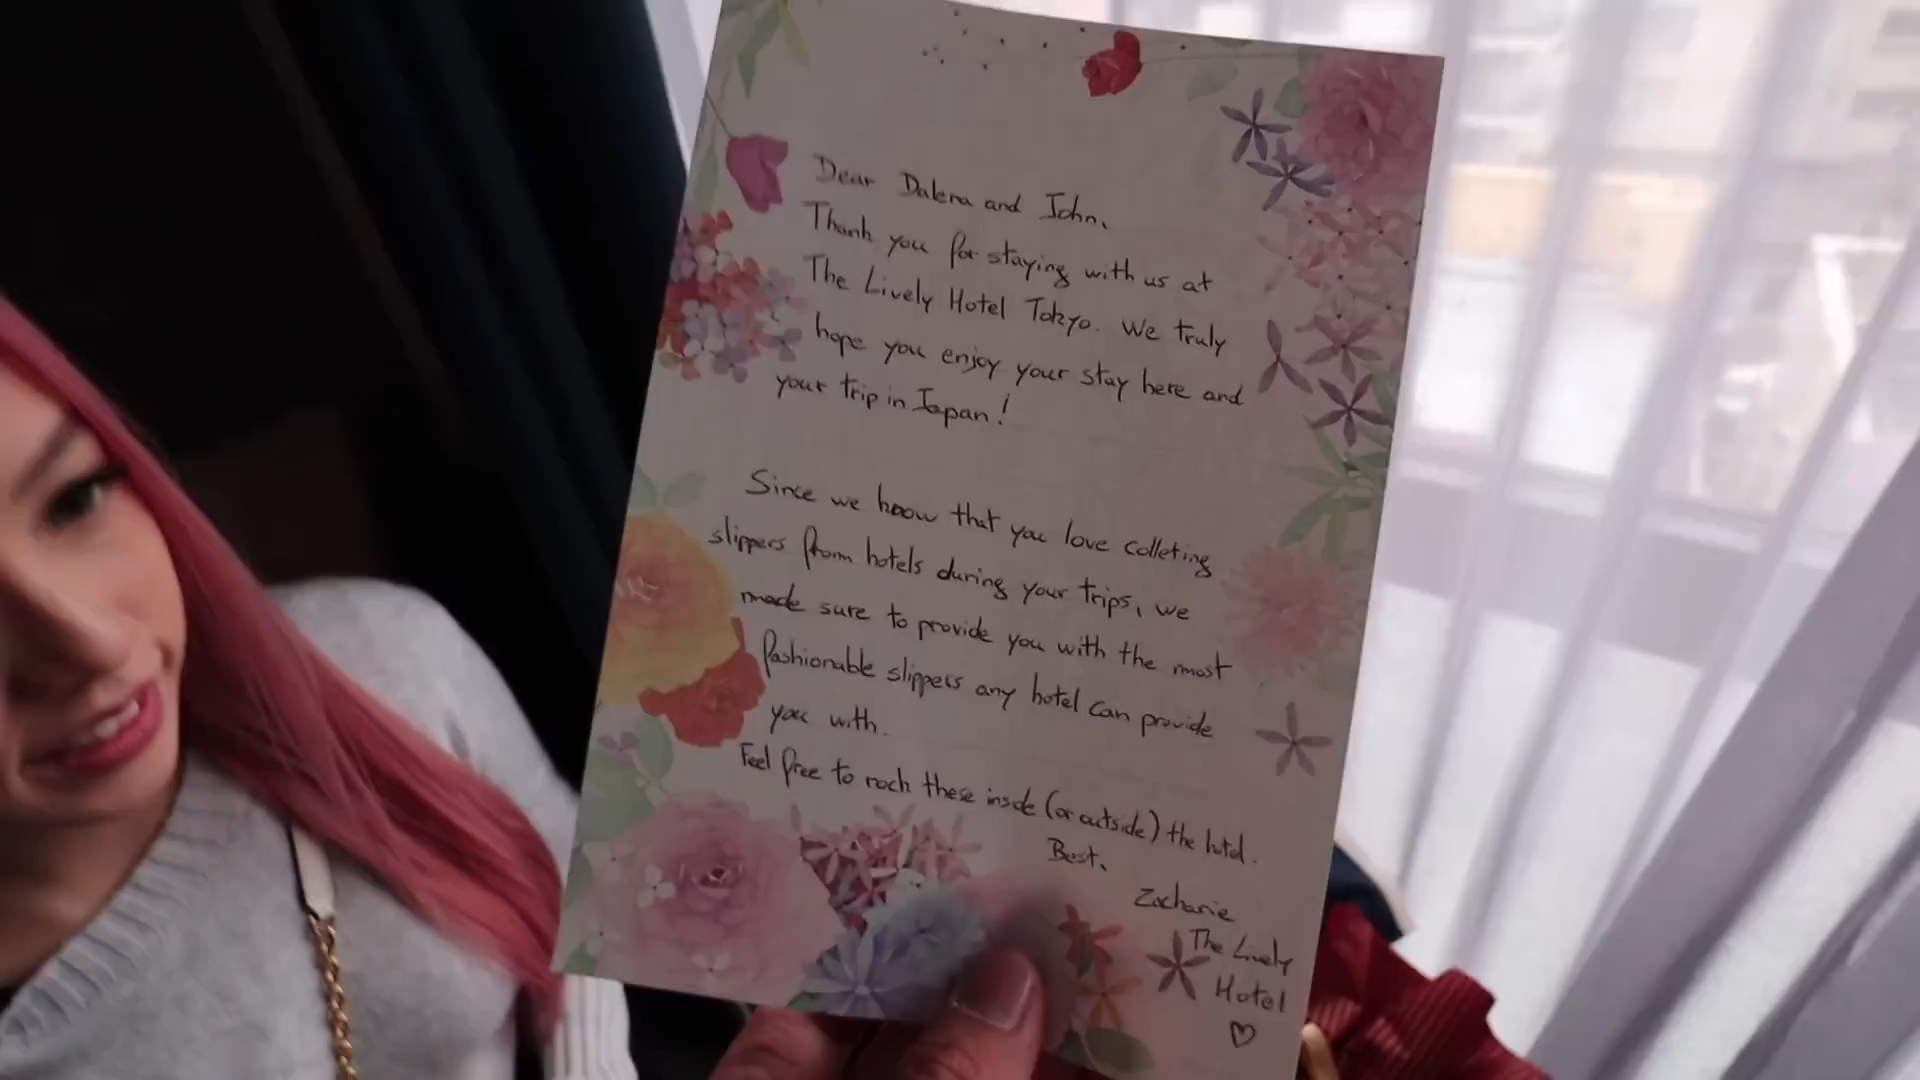 Dear Dalena and John,
Thank you for staying with us at
The Lively Hotel Tokyo. We truly
hope you enjoy your stay here and
your trip in Japan!
Since we know that you love colleting
slippers from hotels during your trips, we
made sure to provide you with the most
fashionable slippers any hotel can provide
you with.
Feel free to rock these inside (or outside) the hotel.
Best,
Zacharie
The Lively
Hotel